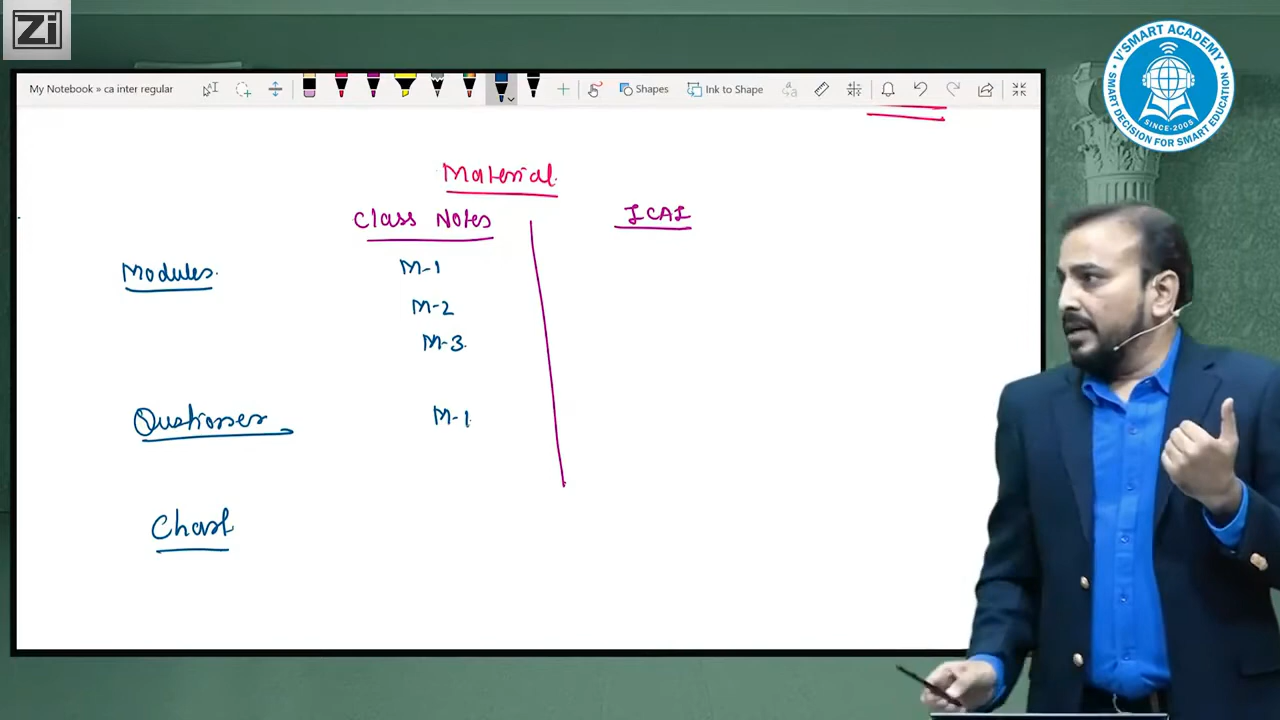 Zi
V'SMART ACADEMY
SINCE-2005
SMART DECISION FOR SMART EDUCATION
My Notebook » ca inter regular
Shapes
Ink to Shape
Material
Class Notes
ICAI
Modules
M-1
M-2
M-3
M-1
Chart